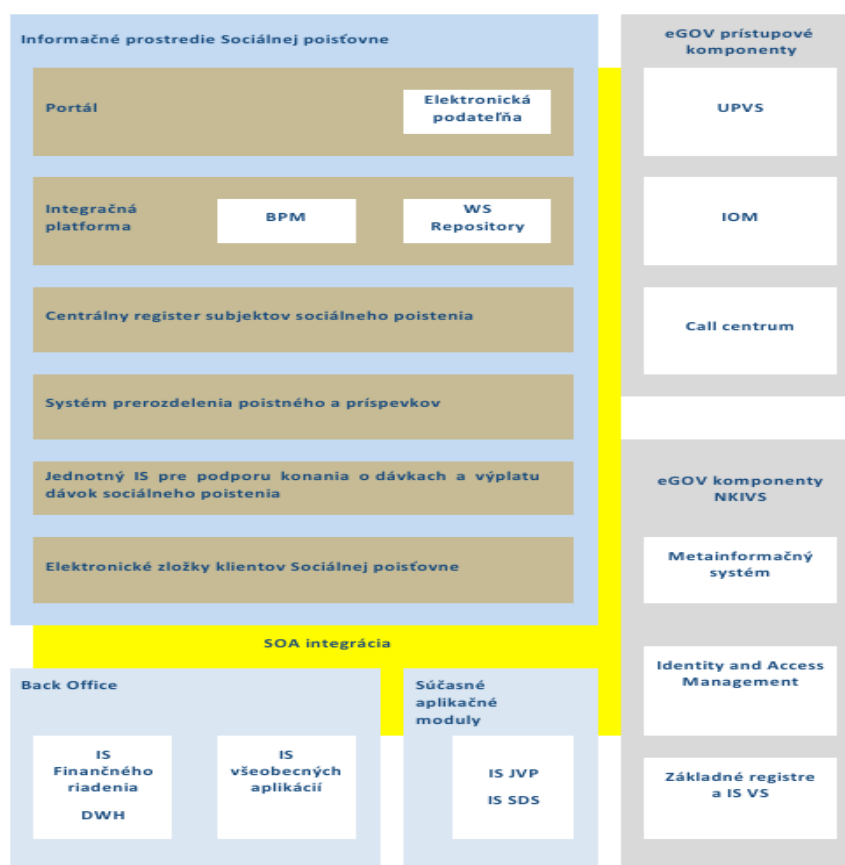 Informačné prostredie Sociálnej poisťovne
Portál
Elektronická
podateľňa
Integračná
platforma
BPM
WS
Repository
Centrálny register subjektov sociálneho poistenia
Systém prerozdelenia poistného a príspevkov
Jednotný IS pre podporu konania o dávkach a výplatu
dávok sociálneho poistenia
Elektronické zložky klientov Sociálnej poisťovne
SOA integrácia
Back Office
IS
Finančného
riadenia
DWH
IS
všeobecných
aplikácií
Súčasné
aplikačné
moduly
IS JVP
IS SDS
eGOV prístupové
komponenty
UPVS
IOM
Call centrum
eGOV komponenty
NKIVS
Metainformačný
systém
Identity and Access
Management
Základné registre
a IS VS